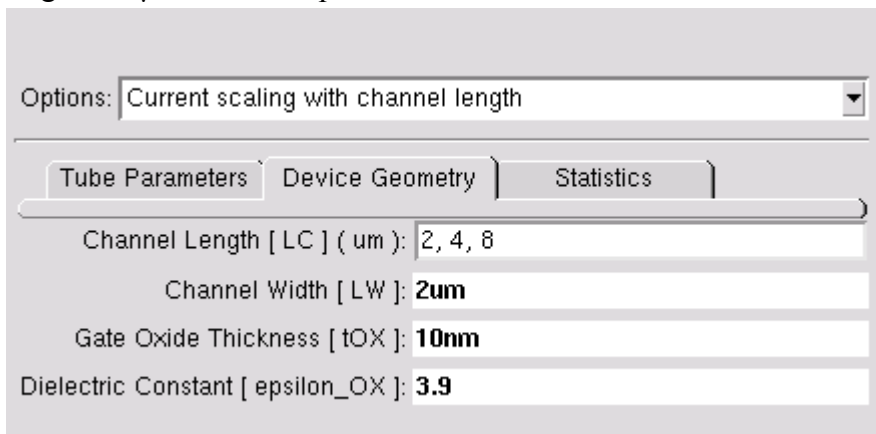 Options: Current scaling with channel length
Tube Parameters Device Geometry Statistics
Channel Length [ LC ] ( um ): 2, 4, 8
Channel Width [ LW ]: 2um
Gate Oxide Thickness [ tOX ]: 10nm
Dielectric Constant [ epsilon_OX ]: 3.9